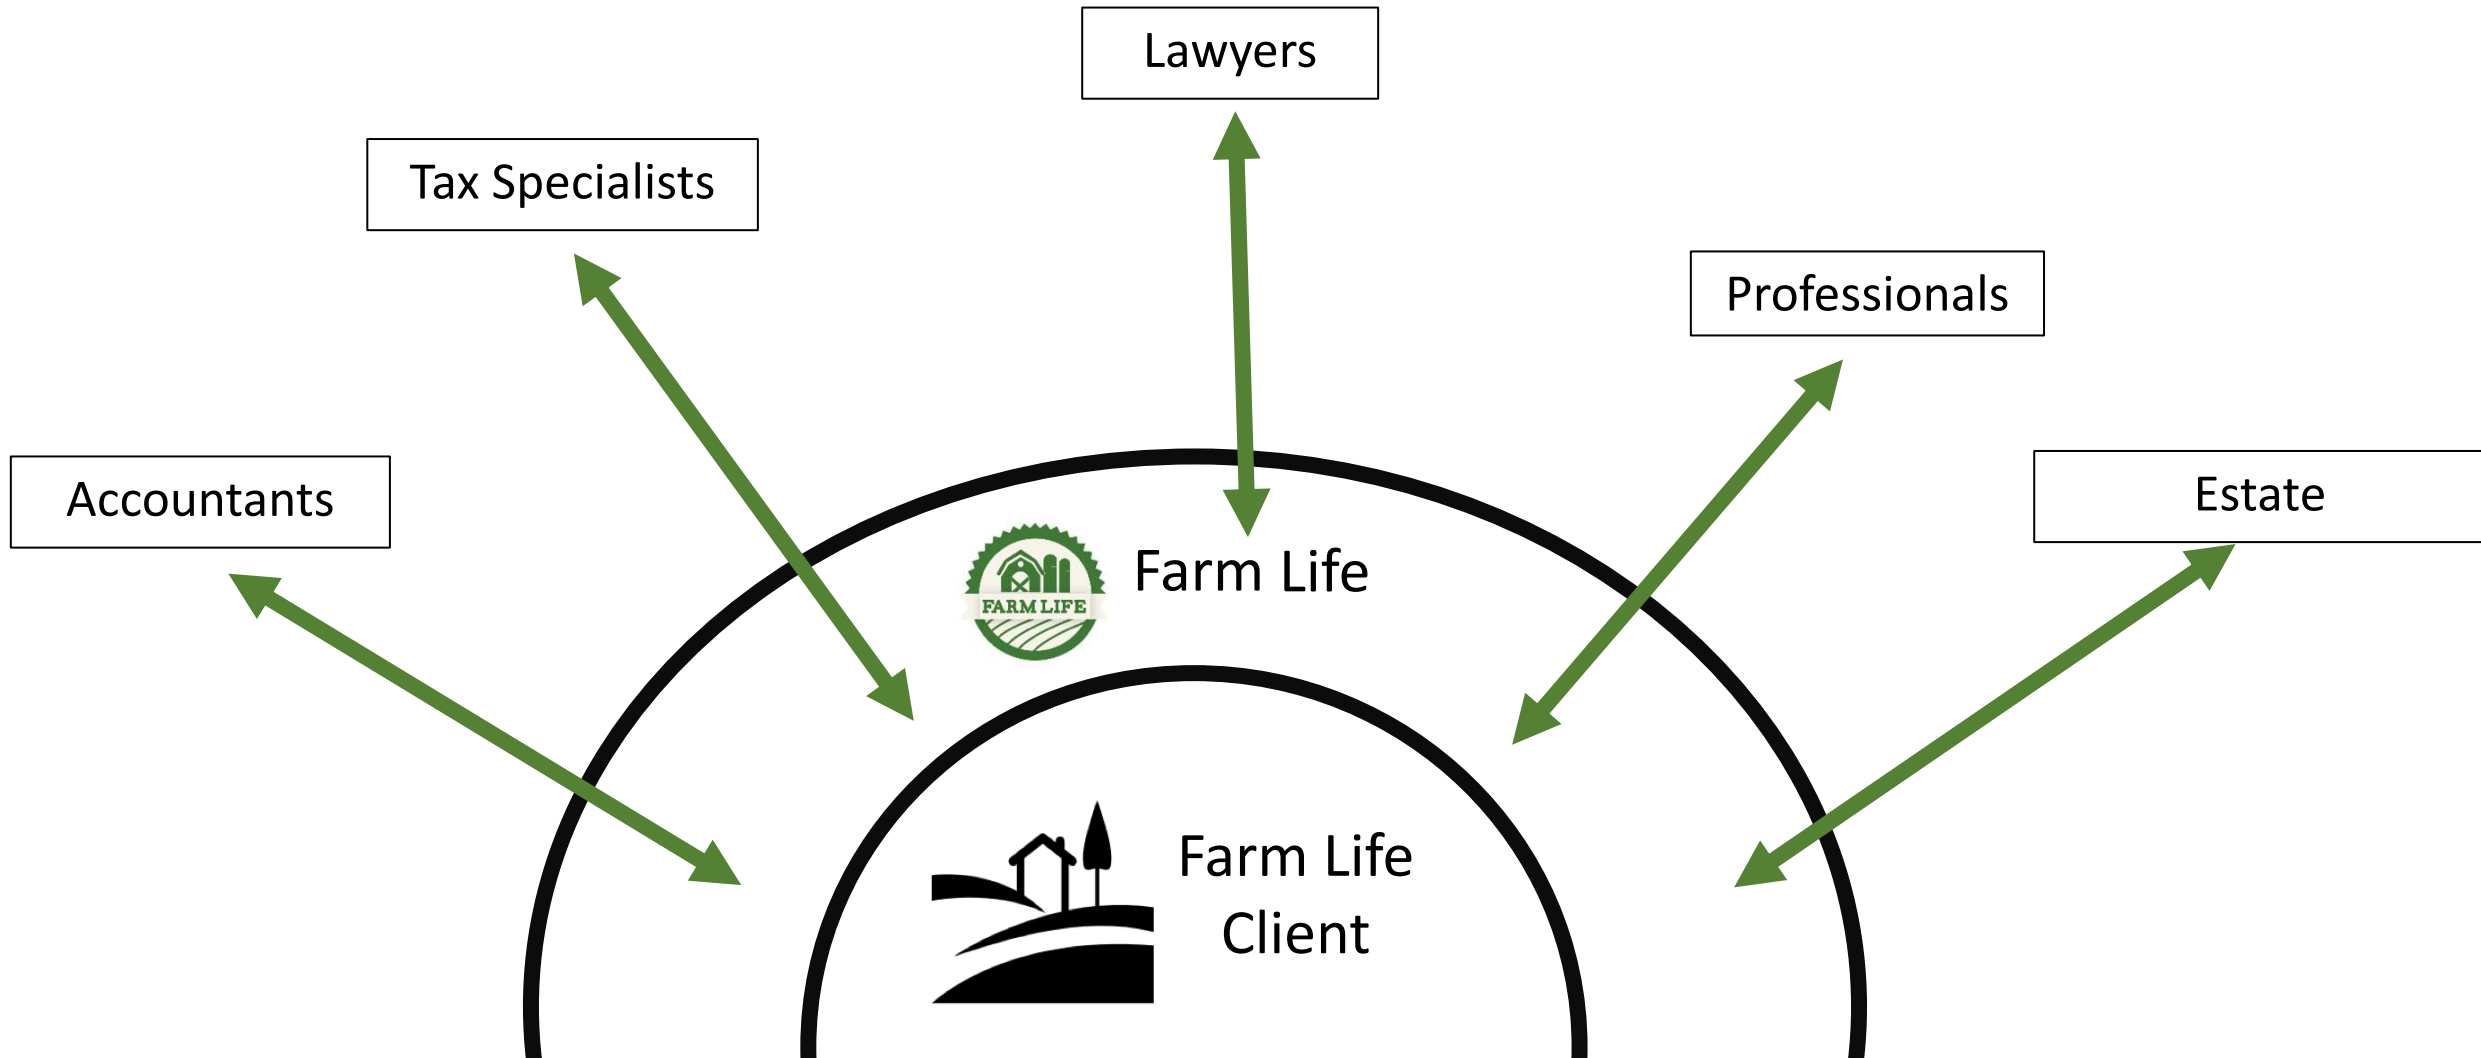 Lawyers
Tax Specialists
Professionals
Accountants
Estate
Farm Life
FARM LIFE
Farm Life
Client